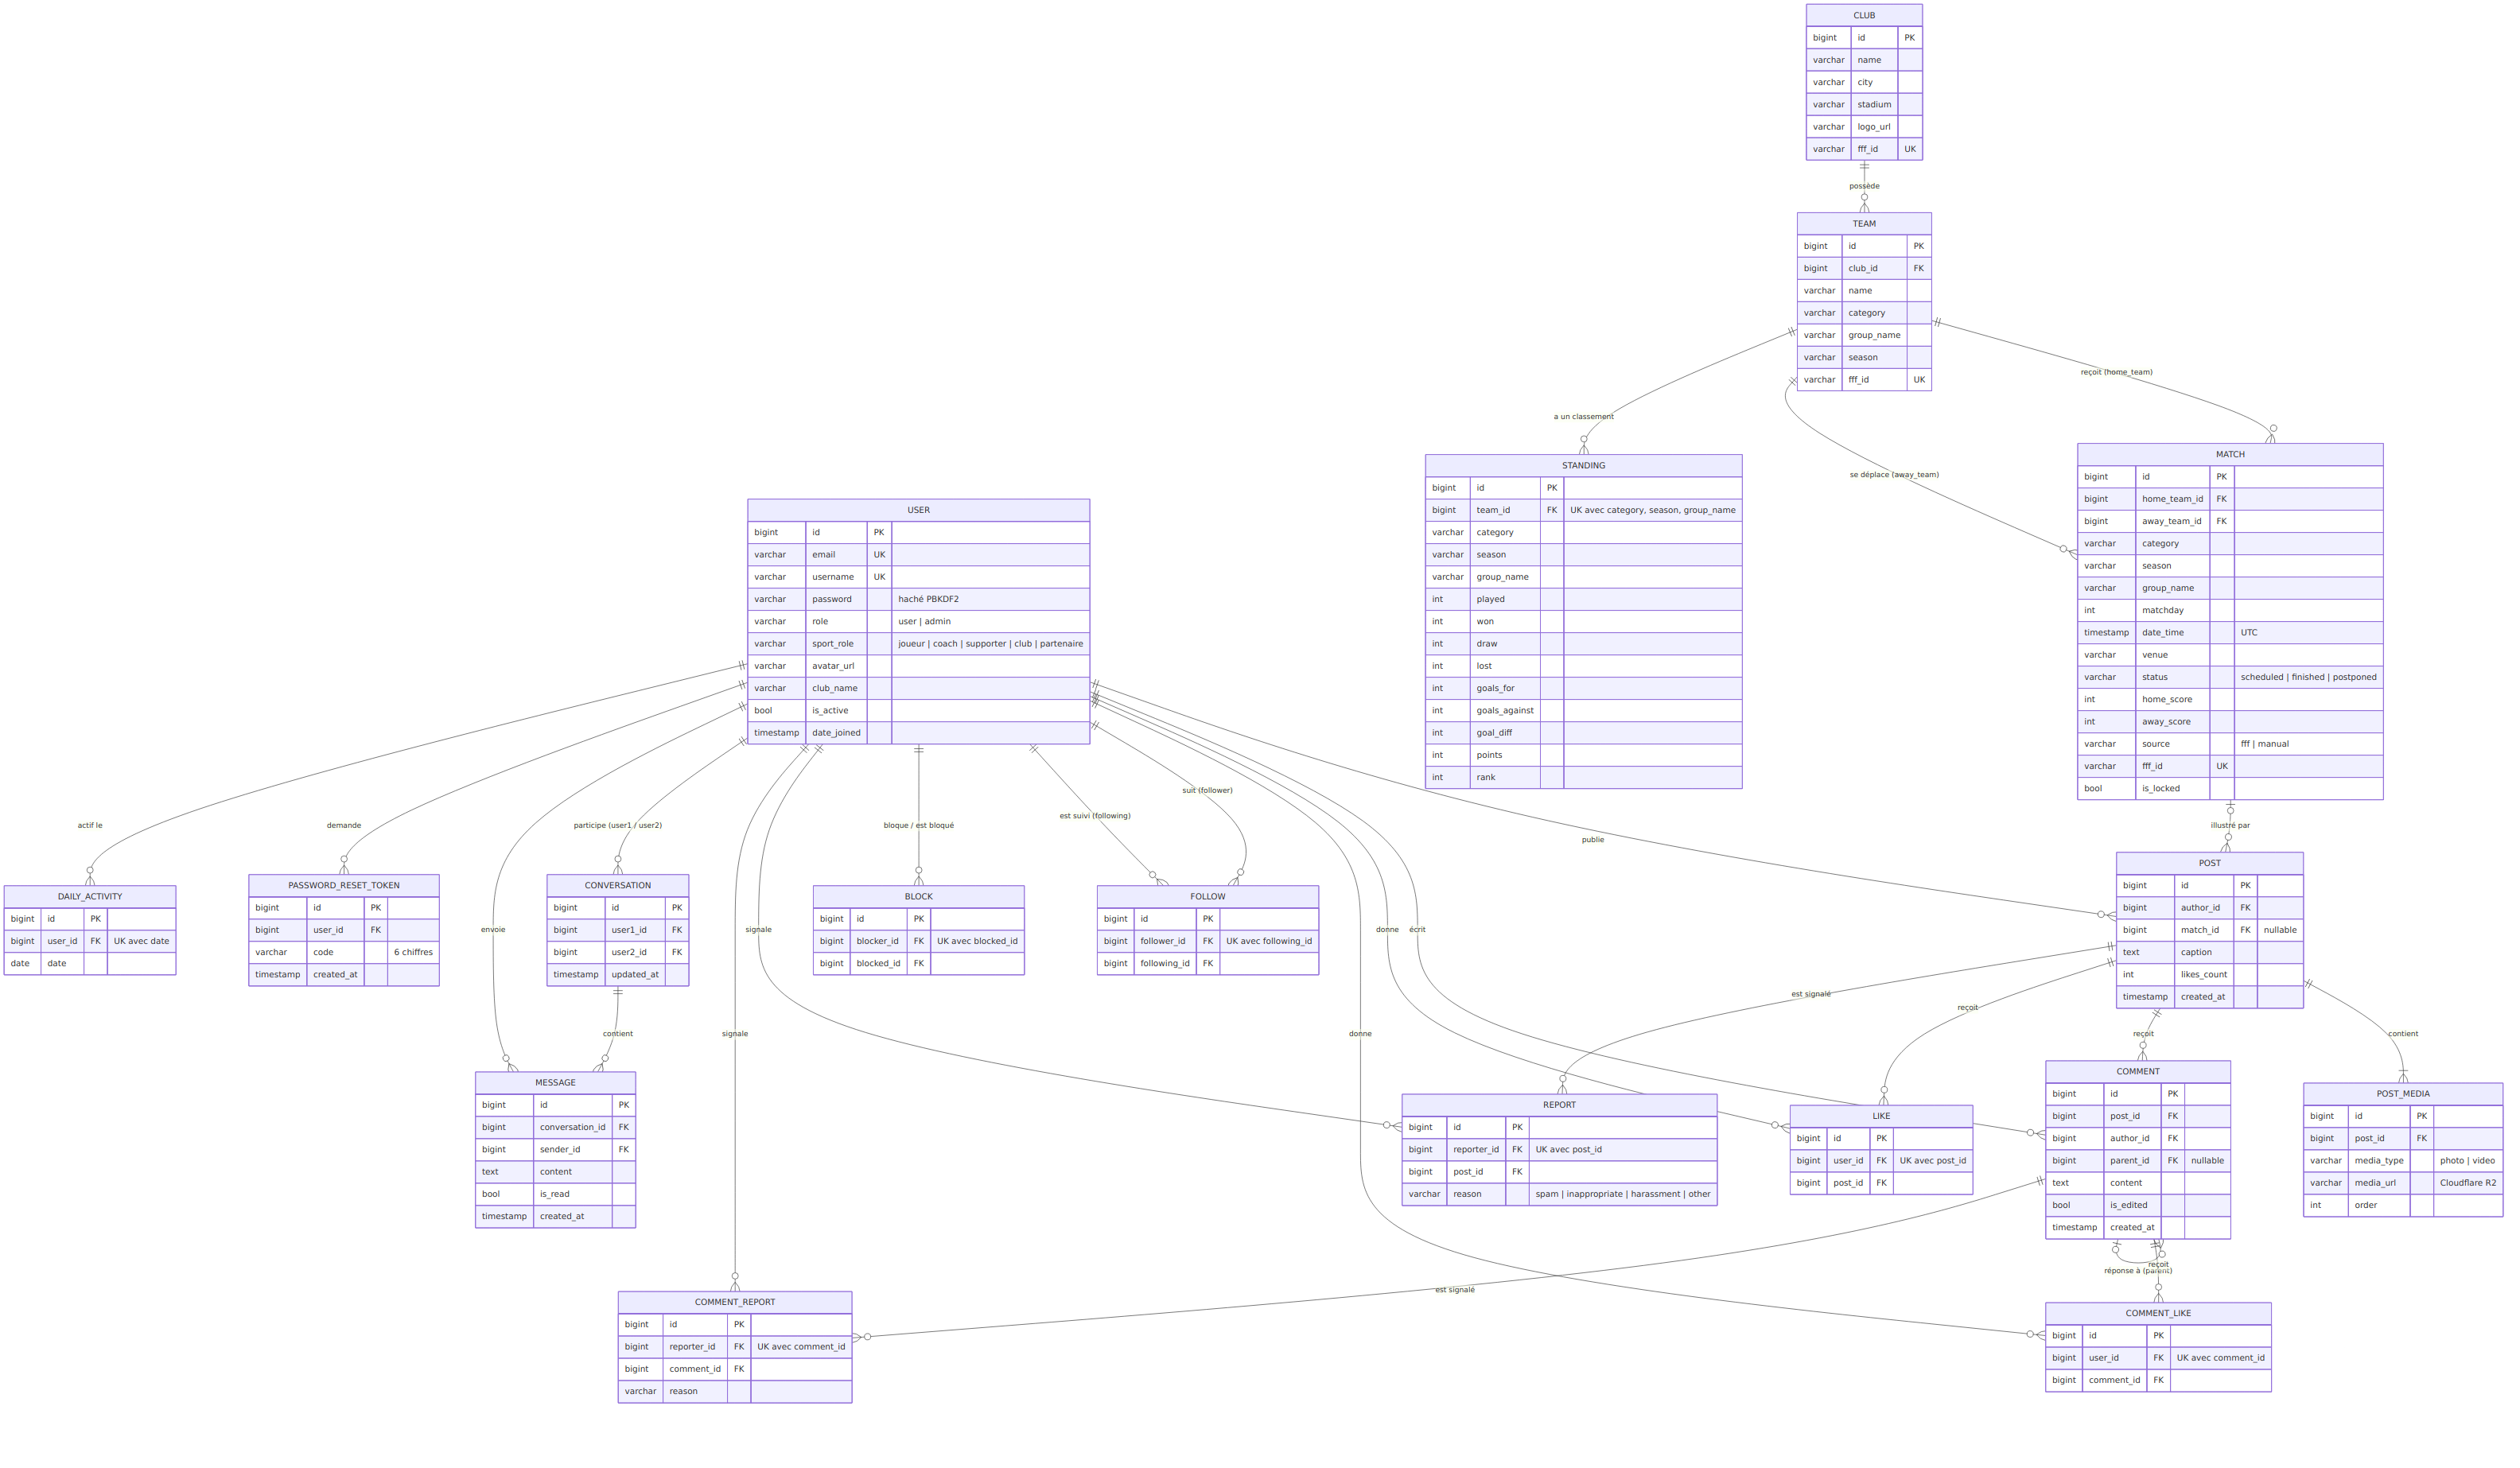 CLUB
bigint id PK
varchar name
varchar city
varchar stadium
varchar logo_url
varchar fff_id UK
possède
TEAM
bigint id PK
bigint club_id FK
varchar name
varchar category
varchar group_name
varchar season
varchar fff_id UK
reçoit (home_team)
a un classement
se déplace (away_team)
MATCH
bigint id PK
bigint home_team_id FK
bigint away_team_id FK
varchar category
varchar season
varchar group_name
int matchday
timestamp date_time UTC
varchar venue
varchar status scheduled | finished | postponed
int home_score
int away_score
varchar source fff | manual
varchar fff_id UK
bool is_locked
STANDING
bigint id PK
bigint team_id FK UK avec category, season, group_name
varchar category
varchar season
varchar group_name
int played
int won
int draw
int lost
int goals_for
int goals_against
int goal_diff
int points
int rank
USER
bigint id PK
varchar email UK
varchar username UK
varchar password haché PBKDF2
varchar role user | admin
varchar sport_role joueur | coach | supporter | club | partenaire
varchar avatar_url
varchar club_name
bool is_active
timestamp date_joined
suit (follower)
est suivi (following)
actif le
demande
participe (user1 / user2)
bloque / est bloqué
publie
illustré par
DAILY_ACTIVITY
bigint id PK
bigint user_id FK UK avec date
date date
PASSWORD_RESET_TOKEN
bigint id PK
bigint user_id FK
varchar code 6 chiffres
timestamp created_at
CONVERSATION
bigint id PK
bigint user1_id FK
bigint user2_id FK
timestamp updated_at
BLOCK
bigint id PK
bigint blocker_id FK UK avec blocked_id
bigint blocked_id FK
FOLLOW
bigint id PK
bigint follower_id FK UK avec following_id
bigint following_id FK
POST
bigint id PK
bigint author_id FK
bigint match_id FK nullable
text caption
int likes_count
timestamp created_at
envoie
signale
donne
écrit
est signalé
reçoit
contient
signale
donne
reçoit
contient
MESSAGE
bigint id PK
bigint conversation_id FK
bigint sender_id FK
text content
bool is_read
timestamp created_at
REPORT
bigint id PK
bigint reporter_id FK UK avec post_id
bigint post_id FK
varchar reason spam | inappropriate | harassment | other
LIKE
bigint id PK
bigint user_id FK UK avec post_id
bigint post_id FK
COMMENT
bigint id PK
bigint post_id FK
bigint author_id FK
bigint parent_id FK nullable
text content
bool is_edited
timestamp created_at
POST_MEDIA
bigint id PK
bigint post_id FK
varchar media_type photo | video
varchar media_url Cloudflare R2
int order
reçoit
réponse à (parent)
est signalé
COMMENT_REPORT
bigint id PK
bigint reporter_id FK UK avec comment_id
bigint comment_id FK
varchar reason
COMMENT_LIKE
bigint id PK
bigint user_id FK UK avec comment_id
bigint comment_id FK